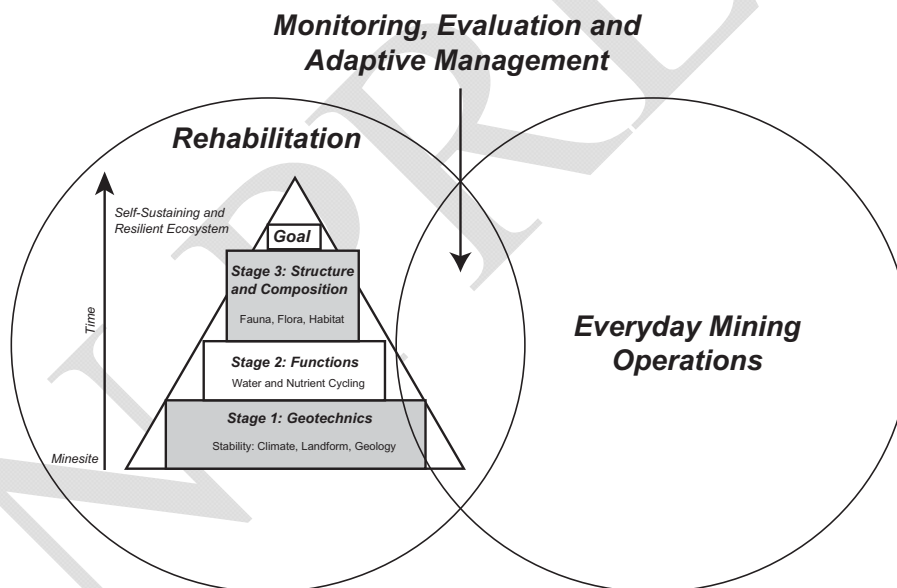 Monitoring, Evaluation and
Adaptive Management
Rehabilitation
Self-Sustaining and
Resilient Ecosystem
Goal
Stage 3: Structure
and Composition
Fauna, Flora, Habitat
Time
Stage 2: Functions
Water and Nutrient Cycling
Stage 1: Geotechnics
Stability: Climate, Landform, Geology
Minesite
Everyday Mining
Operations
N PRE